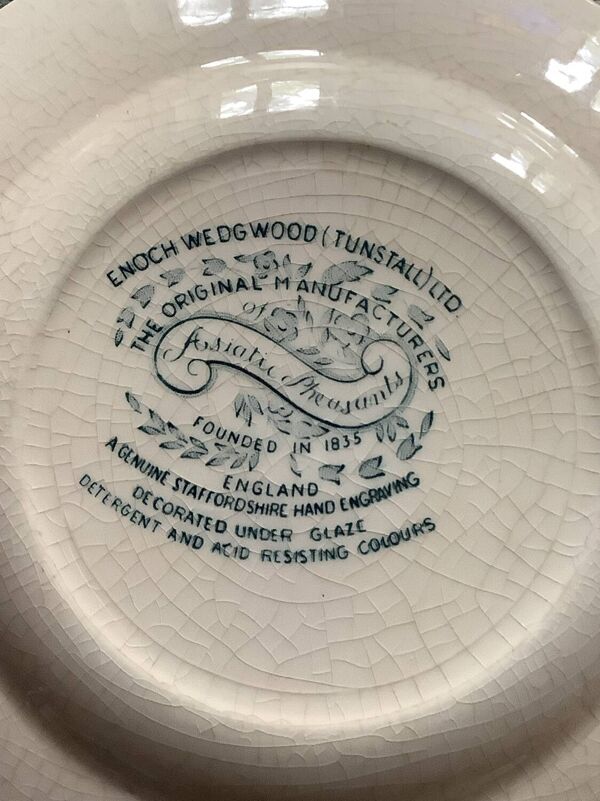 ENOCH WEDGWOOD (TUNSTALL) LTD.
THE ORIGINAL MANUFACTURERS
of
Asiatic Pheasants
FOUNDED IN 1835
ENGLAND
A GENUINE STAFFORDSHIRE HAND ENGRAVING
DECORATED UNDER GLAZE
DETERGENT AND ACID RESISTING COLOURS